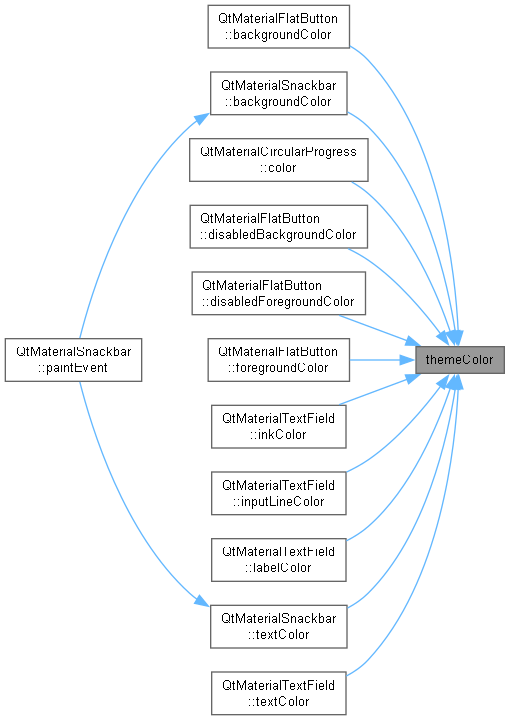 QtMaterialFlatButton
::backgroundColor
QtMaterialSnackbar
::backgroundColor
QtMaterialCircularProgress
::color
QtMaterialFlatButton
::disabledBackgroundColor
QtMaterialFlatButton
::disabledForegroundColor
QtMaterialSnackbar
::paintEvent
QtMaterialFlatButton
::foregroundColor
themeColor
QtMaterialTextField
::inkColor
QtMaterialTextField
::inputLineColor
QtMaterialTextField
::labelColor
QtMaterialSnackbar
::textColor
QtMaterialTextField
::textColor